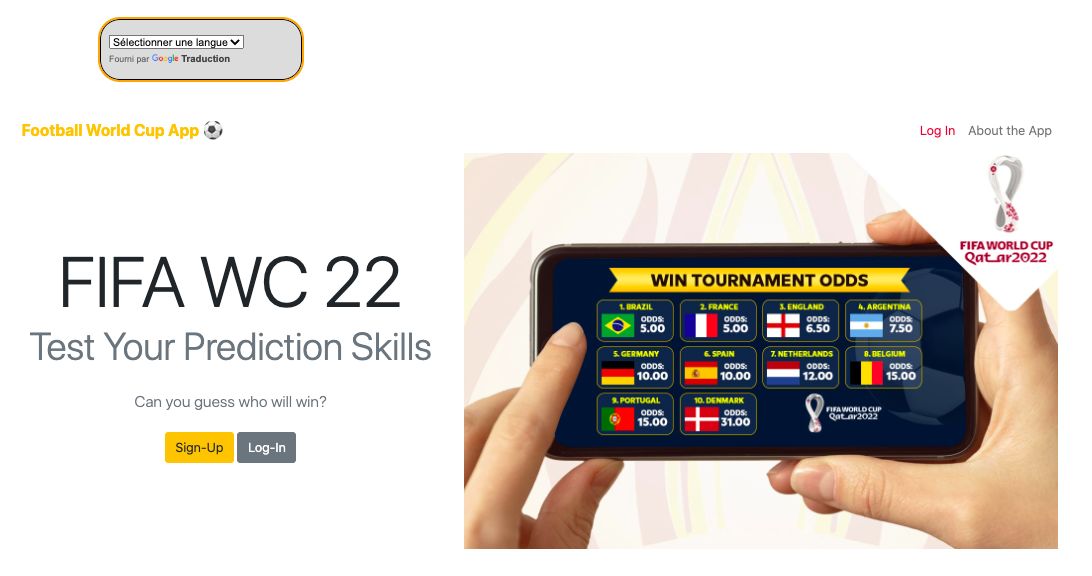 Sélectionner une langue
Fourni par Google Traduction
Football World Cup App
Log In
About the App
FIFA WC 22
Test Your Prediction Skills
Can you guess who will win?
Sign-Up
Log-In
FIFA WORLD CUP
Qatar2022
WIN TOURNAMENT ODDS
1. BRAZIL
ODDS:
5.00
2. FRANCE
ODDS:
5.00
3. ENGLAND
ODDS:
6.50
4. ARGENTINA
ODDS:
7.50
5. GERMANY
ODDS:
10.00
6. SPAIN
ODDS:
10.00
7. NETHERLANDS
ODDS:
12.00
8. BELGIUM
ODDS:
15.00
9. PORTUGAL
ODDS:
15.00
10. DENMARK
ODDS:
31.00
FIFA WORLD CUP
Qatar2022